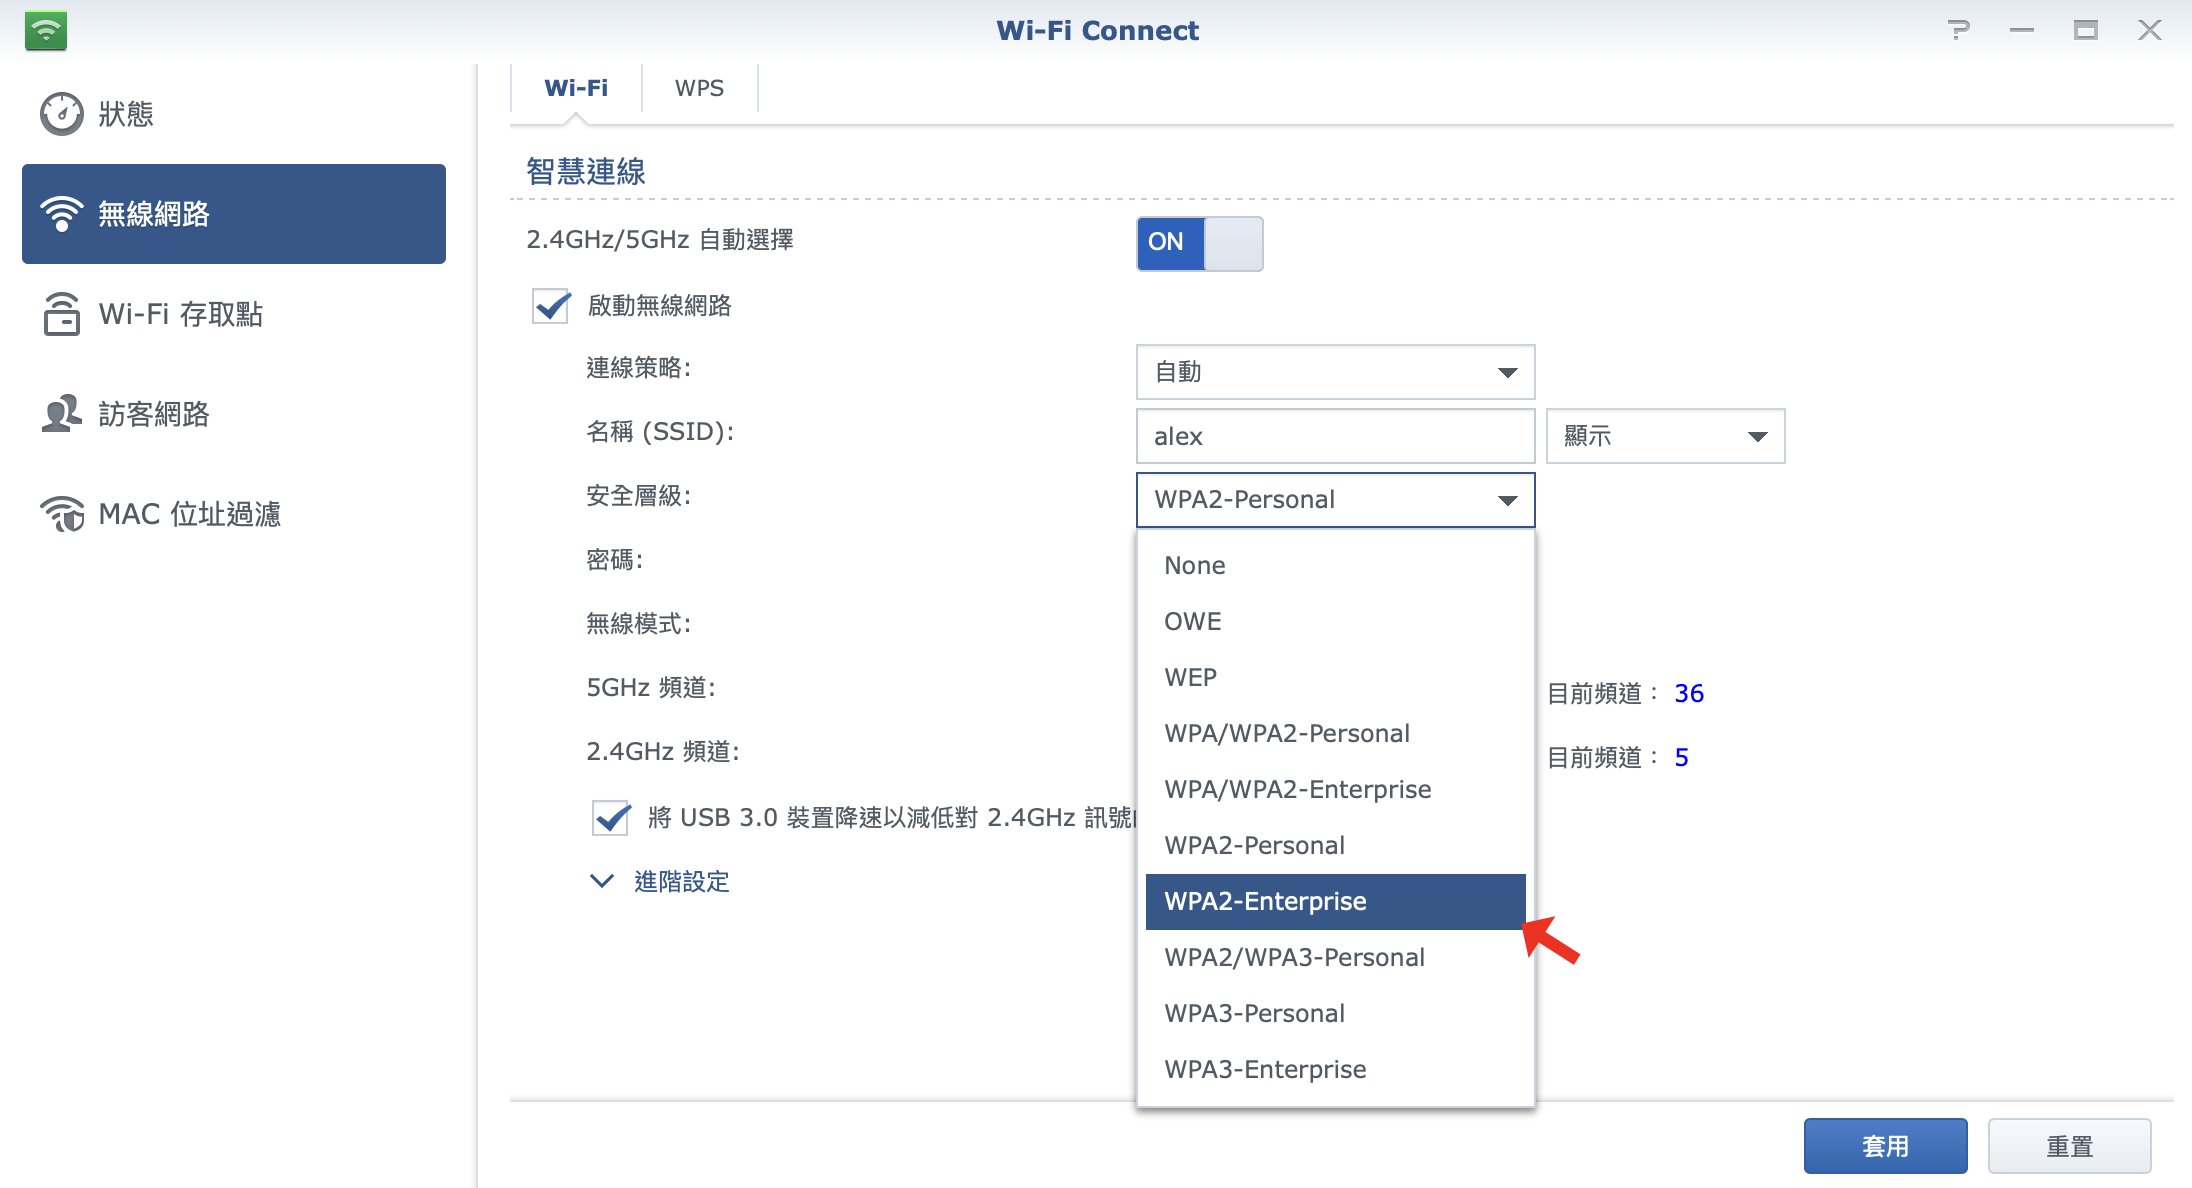 Wi-Fi Connect
狀態
無線網路
Wi-Fi 存取點
訪客網路
MAC 位址過濾
Wi-Fi
WPS
智慧連線
2.4GHz/5GHz 自動選擇
ON
啟動無線網路
連線策略:
自動
名稱 (SSID):
alex
顯示
安全層級:
WPA2-Personal
密碼:
無線模式:
5GHz 頻道:
目前頻道： 36
2.4GHz 頻道:
目前頻道： 5
將 USB 3.0 裝置降速以減低對 2.4GHz 訊號
進階設定
None
OWE
WEP
WPA/WPA2-Personal
WPA/WPA2-Enterprise
WPA2-Personal
WPA2-Enterprise
WPA2/WPA3-Personal
WPA3-Personal
WPA3-Enterprise
套用
重置